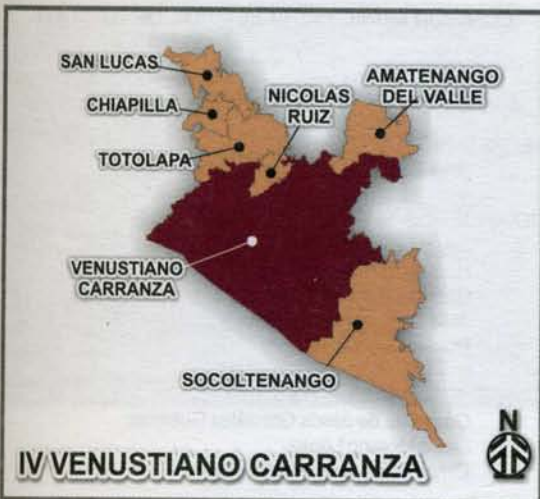 SAN LUCAS
CHIAPILLA
TOTOLAPA
NICOLAS
RUIZ
AMATENANGO
DEL VALLE
VENUSTIANO
CARRANZA
SOCOLTENANGO
N
IV VENUSTIANO CARRANZA